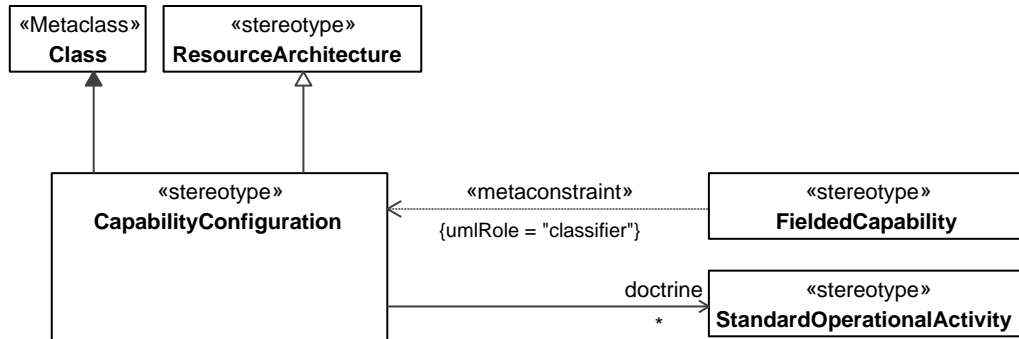 «Metaclass»
Class
«stereotype»
ResourceArchitecture
«stereotype»
CapabilityConfiguration
«metaconstraint»
{umlRole = "classifier"}
«stereotype»
FieldedCapability
doctrine
*
«stereotype»
StandardOperationalActivity